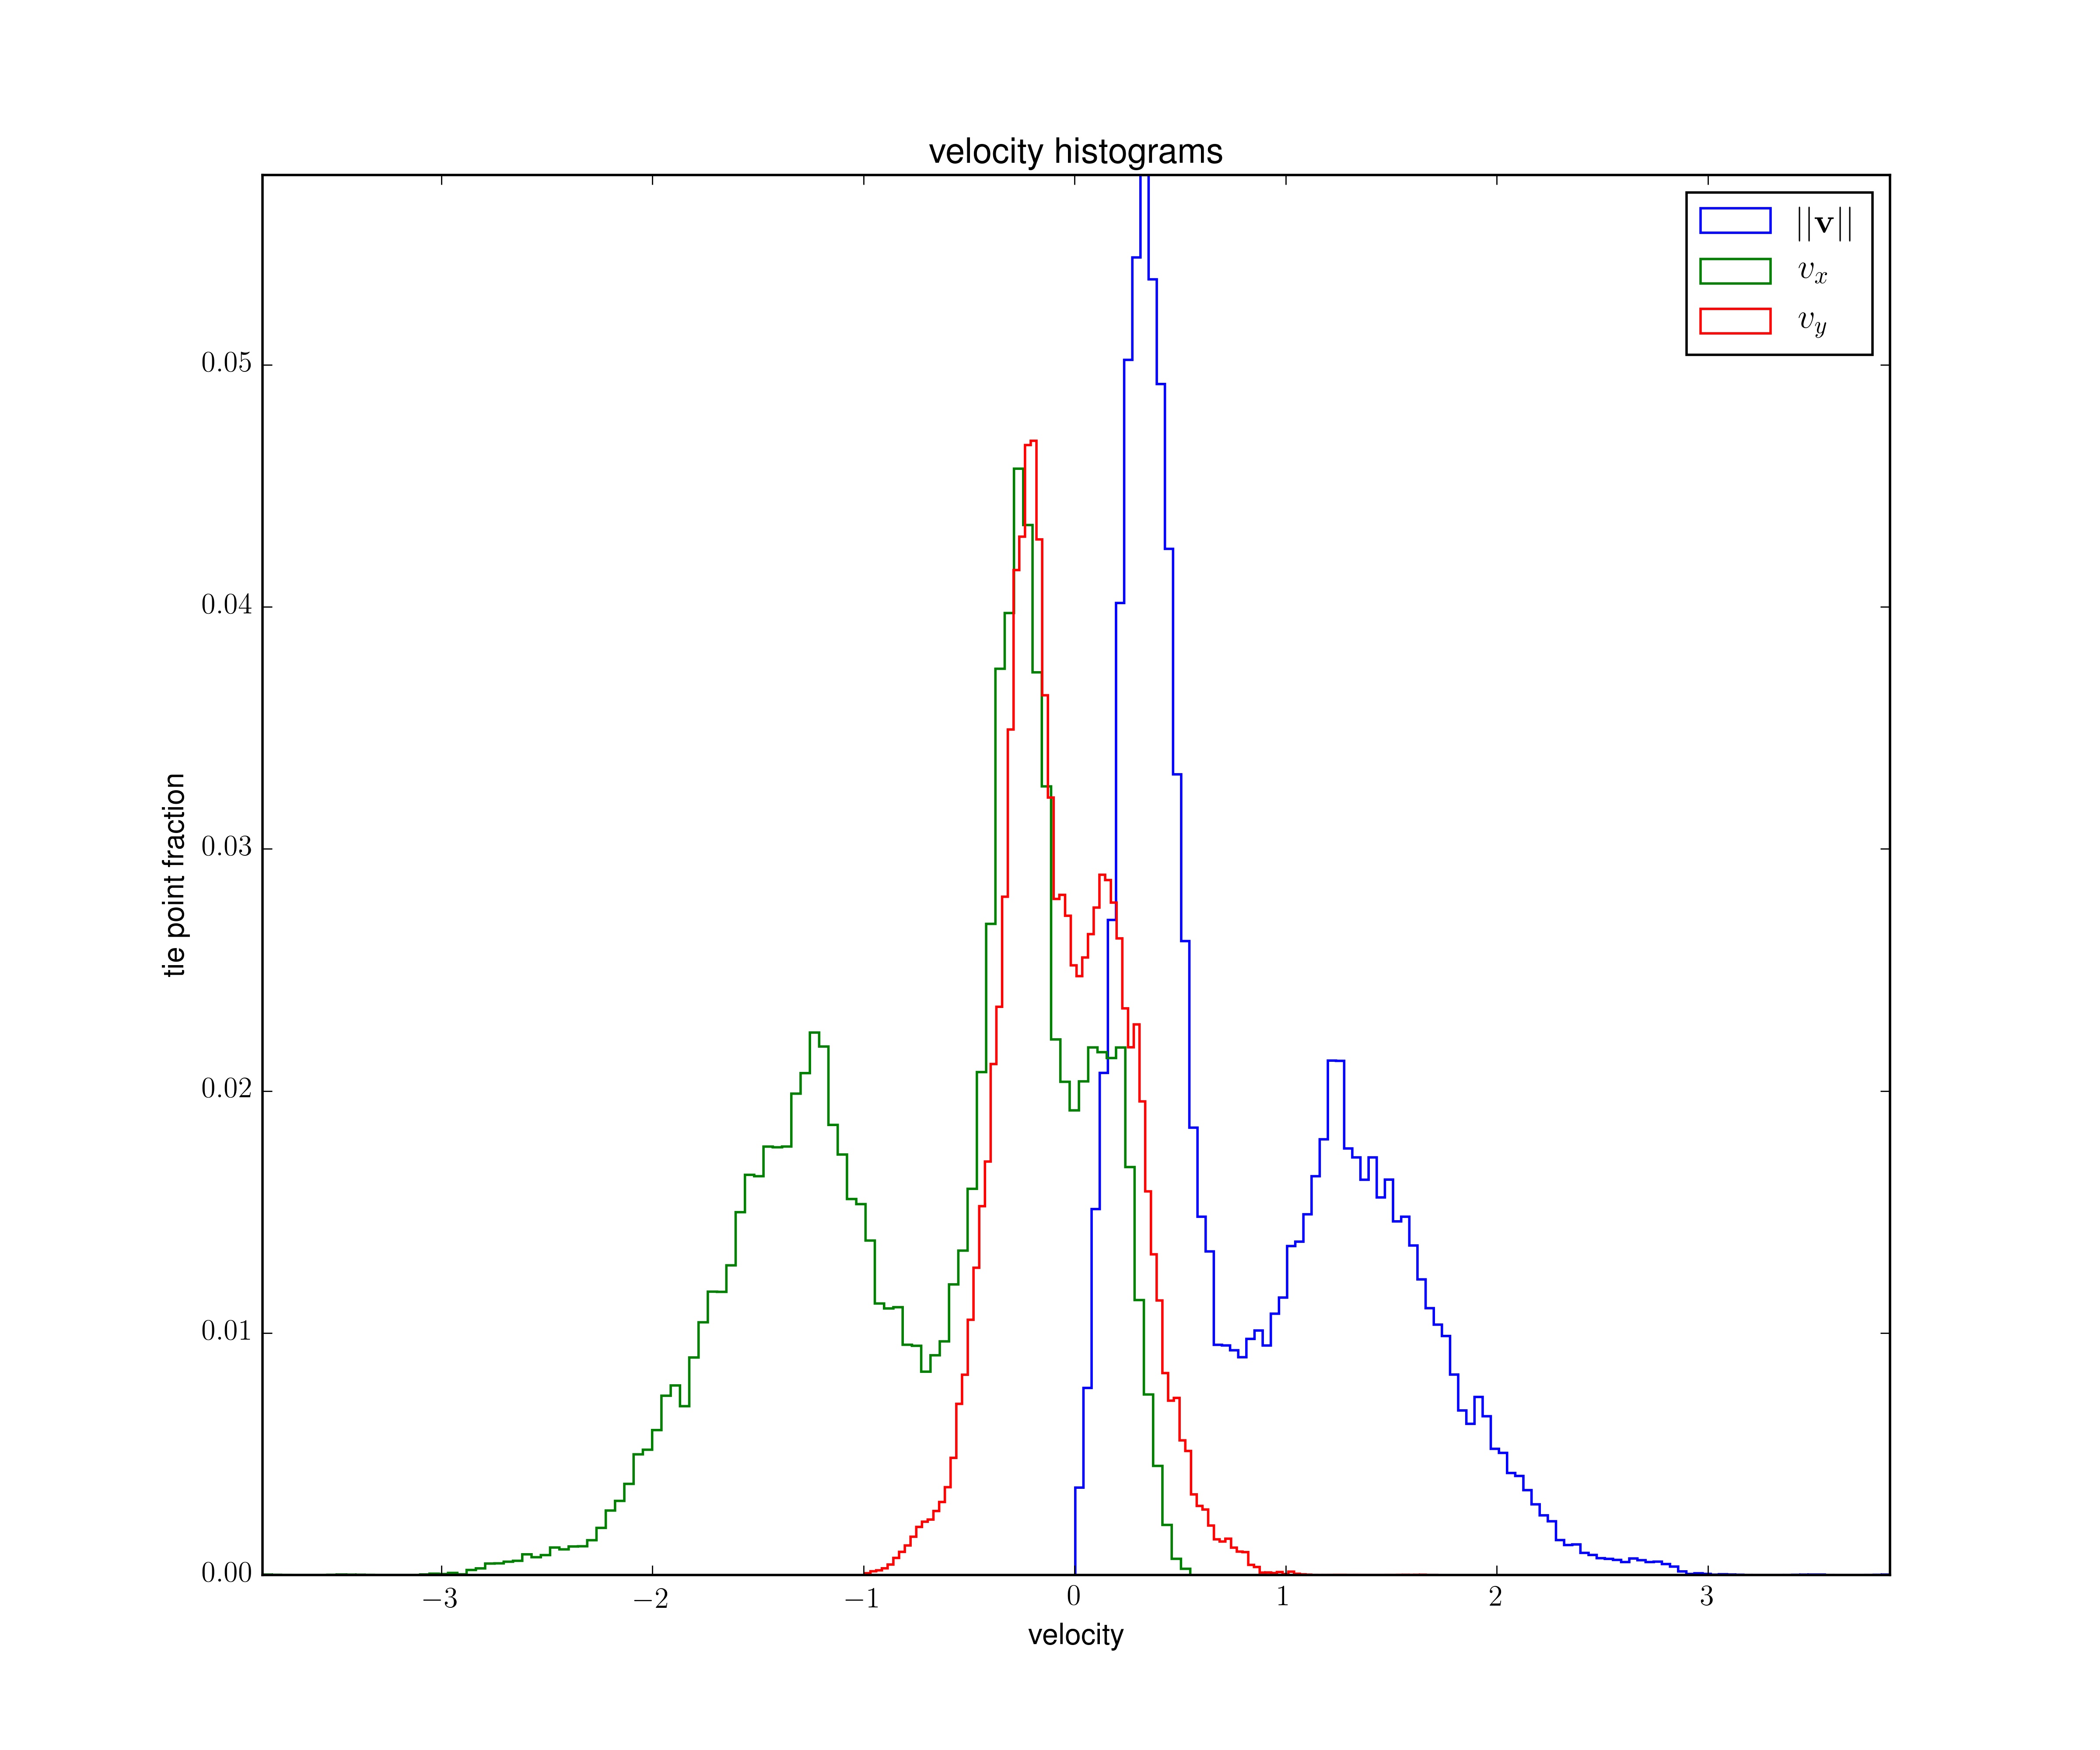 velocity histograms
||v||
v_x
v_y
0.05
0.04
0.03
0.02
0.01
0.00
tie point fraction
−3 −2 −1 0 1 2 3
velocity